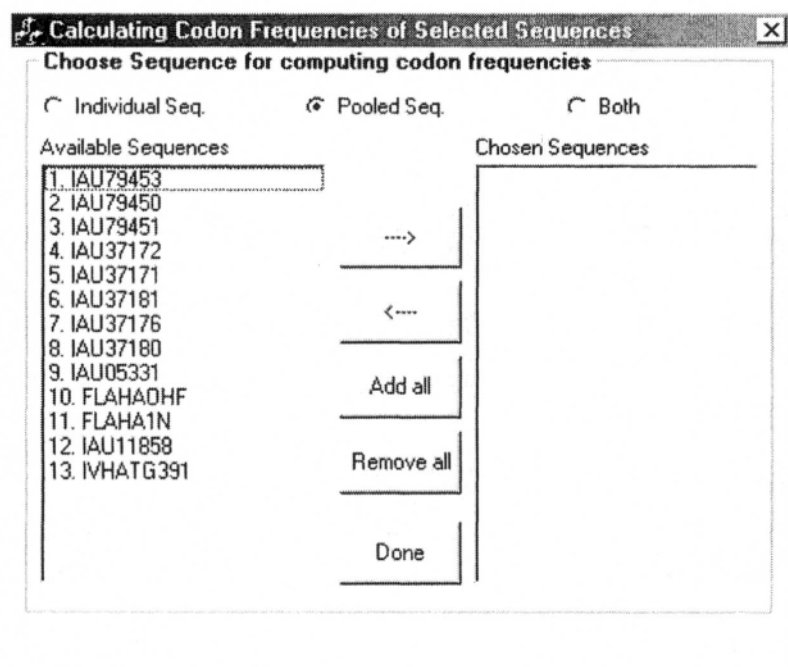 Calculating Codon Frequencies of Selected Sequences
Choose Sequence for computing codon frequencies
Individual Seq. Pooled Seq. Both
Available Sequences Chosen Sequences
1. IAU79453
2. IAU79450
3. IAU79451
4. IAU37172
5. IAU37171
6. IAU37181
7. IAU37176
8. IAU37180
9. IAU05331
10. FLAHAOHF
11. FLAHA1N
12. IAU11858
13. IVHATG391
---->
<----
Add all
Remove all
Done